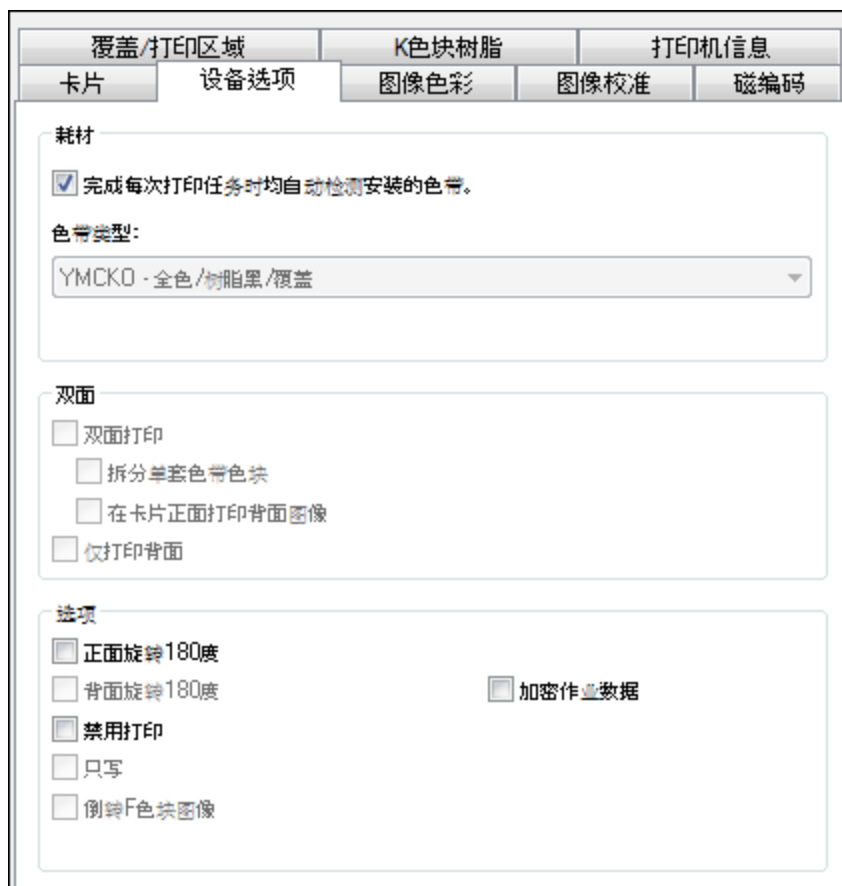 覆盖/打印区域 K色块树脂 打印机信息
卡片 设备选项 图像色彩 图像校准 磁编码
耗材
完成每次打印任务时均自动检测安装的色带。
色带类型:
YMCKO - 全色/树脂黑/覆盖
双面
双面打印
拆分单套色带色块
在卡片正面打印背面图像
仅打印背面
选项
正面旋转180度
背面旋转180度 加密作业数据
禁用打印
只写
倒转F色块图像